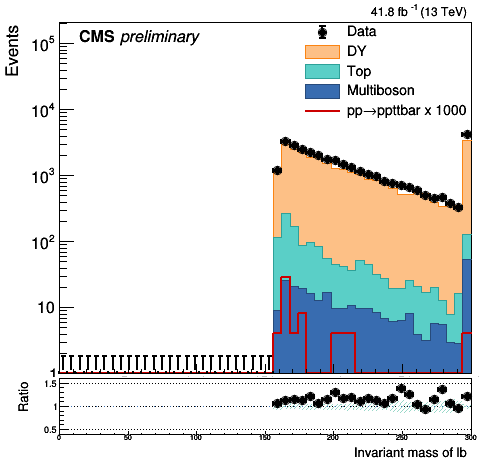 41.8 fb⁻¹ (13 TeV)
Events
10⁵
10⁴
10³
10²
10
1
CMS preliminary
Data
DY
Top
Multiboson
pp→ppttbar x 1000
Ratio
1.5
1
0.5
0 50 100 150 200 250 300
Invariant mass of lb